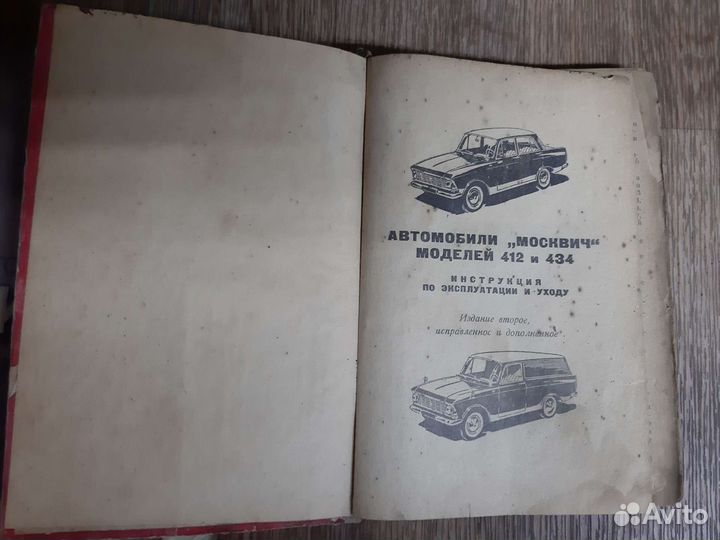 АВТОМОБИЛИ „МОСКВИЧ“
МОДЕЛЕЙ 412 и 434
ИНСТРУКЦИЯ
ПО ЭКСПЛУАТАЦИИ И УХОДУ
Издание второе,
исправленное и дополненное
Avito